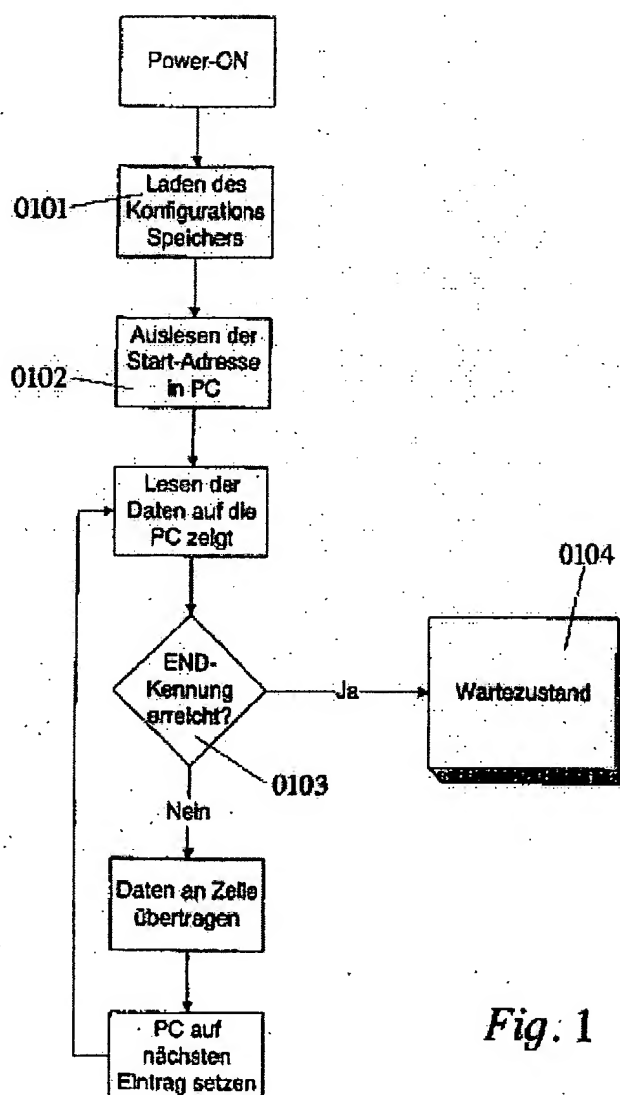 Power-ON
0101
Laden des
Konfigurations
Speichers
0102
Auslesen der
Start-Adresse
in PC
Lesen der
Daten auf die
PC zeigt
0104
END-
Kennung
erreicht?
Ja
Wartezustand
0103
Nein
Daten an Zelle
übertragen
PC auf
nächsten
Eintrag setzen
Fig. 1